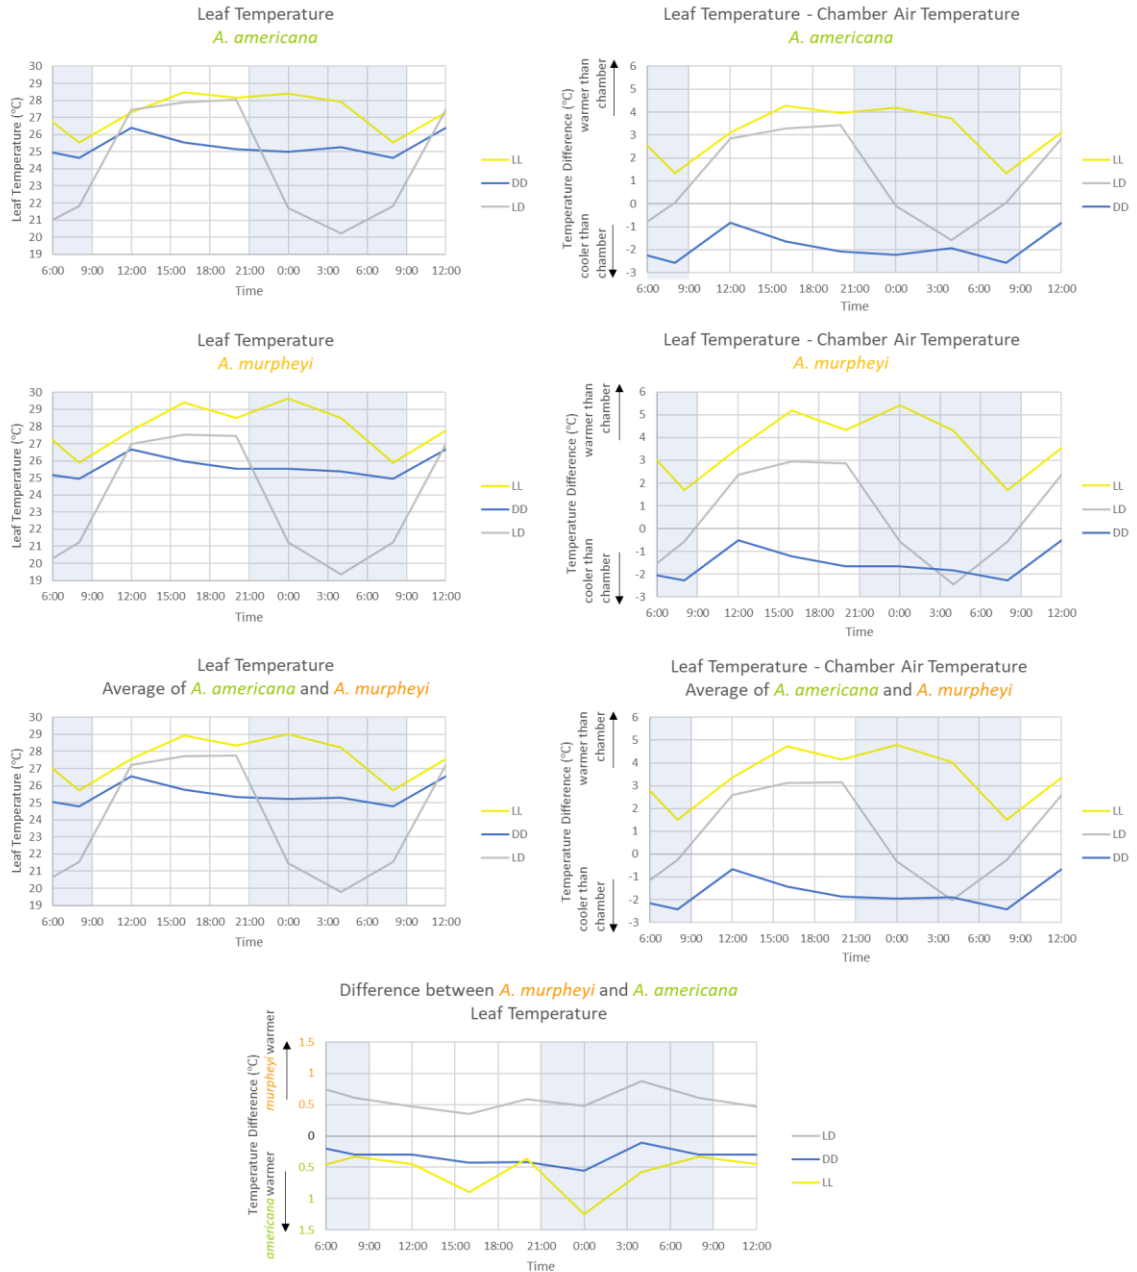 Leaf Temperature
A. americana
Leaf Temperature (°C)
30
29
28
27
26
25
24
23
22
21
20
19
6:00 9:00 12:00 15:00 18:00 21:00 0:00 3:00 6:00 9:00 12:00
Time
LL
DD
LD
Leaf Temperature - Chamber Air Temperature
A. americana
warmer than
chamber
Temperature Difference (°C)
cooler than
chamber
6
5
4
3
2
1
0
-1
-2
-3
6:00 9:00 12:00 15:00 18:00 21:00 0:00 3:00 6:00 9:00 12:00
Time
LL
LD
DD
Leaf Temperature
A. murpheyi
Leaf Temperature (°C)
30
29
28
27
26
25
24
23
22
21
20
19
6:00 9:00 12:00 15:00 18:00 21:00 0:00 3:00 6:00 9:00 12:00
Time
LL
DD
LD
Leaf Temperature - Chamber Air Temperature
A. murpheyi
warmer than
chamber
Temperature Difference (°C)
cooler than
chamber
6
5
4
3
2
1
0
-1
-2
-3
6:00 9:00 12:00 15:00 18:00 21:00 0:00 3:00 6:00 9:00 12:00
Time
LL
LD
DD
Leaf Temperature
Average of A. americana and A. murpheyi
Leaf Temperature (°C)
30
29
28
27
26
25
24
23
22
21
20
19
6:00 9:00 12:00 15:00 18:00 21:00 0:00 3:00 6:00 9:00 12:00
Time
LL
DD
LD
Leaf Temperature - Chamber Air Temperature
Average of A. americana and A. murpheyi
warmer than
chamber
Temperature Difference (°C)
cooler than
chamber
6
5
4
3
2
1
0
-1
-2
-3
6:00 9:00 12:00 15:00 18:00 21:00 0:00 3:00 6:00 9:00 12:00
Time
LL
LD
DD
Difference between A. murpheyi and A. americana
Leaf Temperature
murpheyi warmer
Temperature Difference (°C)
americana warmer
1.5
1
0.5
0
0.5
1
1.5
6:00 9:00 12:00 15:00 18:00 21:00 0:00 3:00 6:00 9:00 12:00
Time
LD
DD
LL